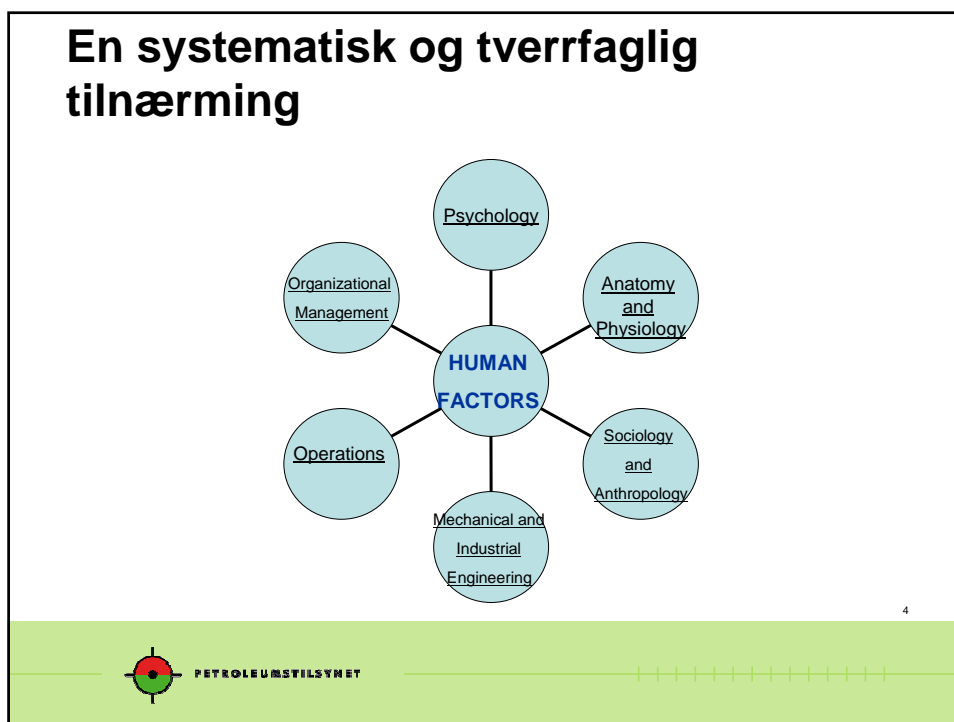 En systematisk og tverrfaglig
tilnærming
Psychology
Organizational
Management
Anatomy
and
Physiology
HUMAN
FACTORS
Operations
Sociology
and
Anthropology
Mechanical and
Industrial
Engineering
4
PETROLEUMSTILSYNET